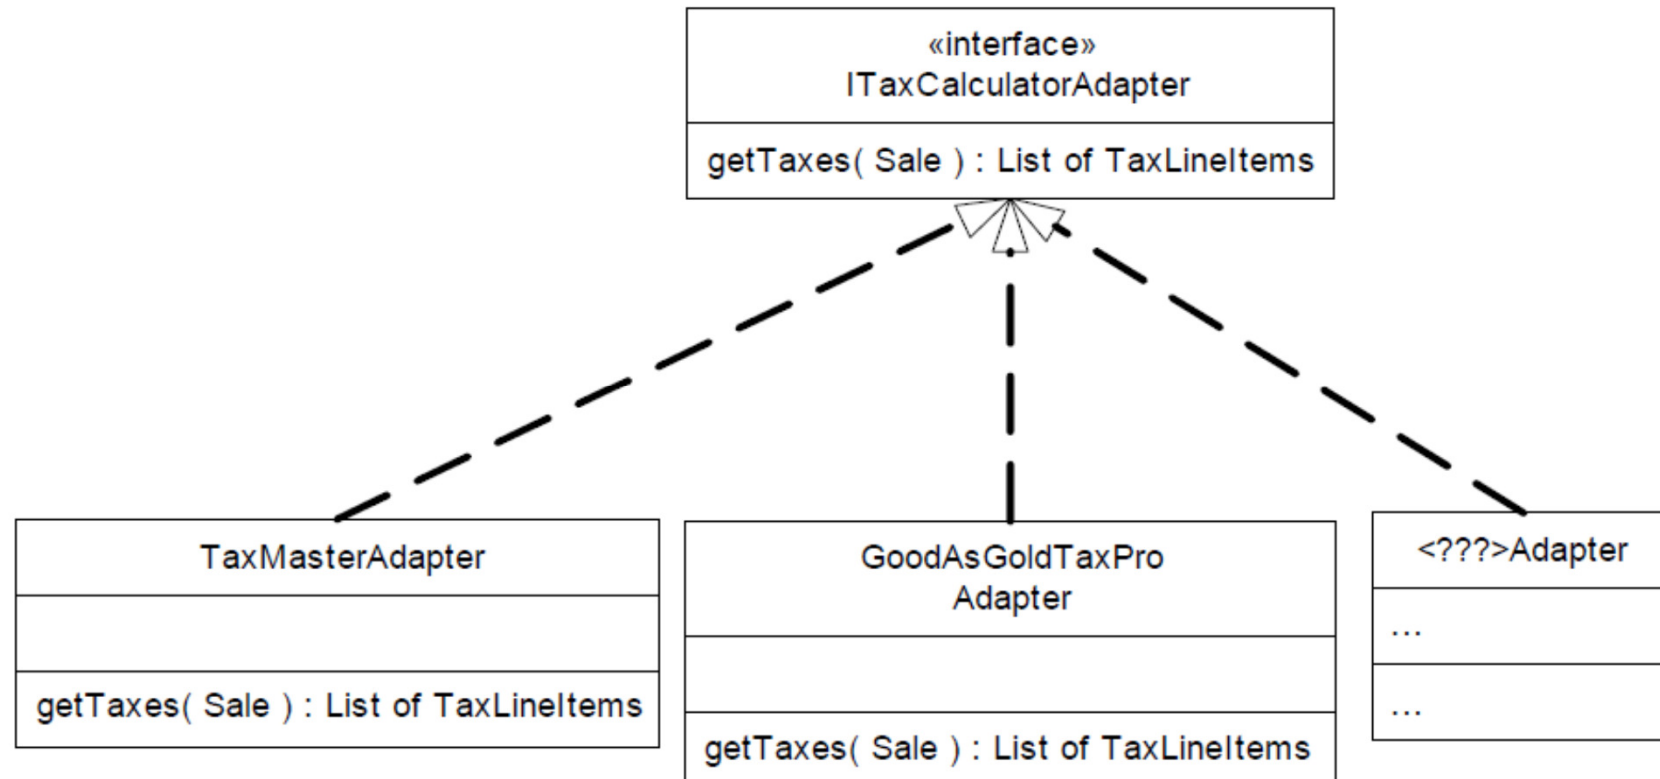 «interface»
ITaxCalculatorAdapter
getTaxes( Sale ) : List of TaxLineItems
TaxMasterAdapter
getTaxes( Sale ) : List of TaxLineItems
GoodAsGoldTaxPro
Adapter
getTaxes( Sale ) : List of TaxLineItems
<???>Adapter
...
...